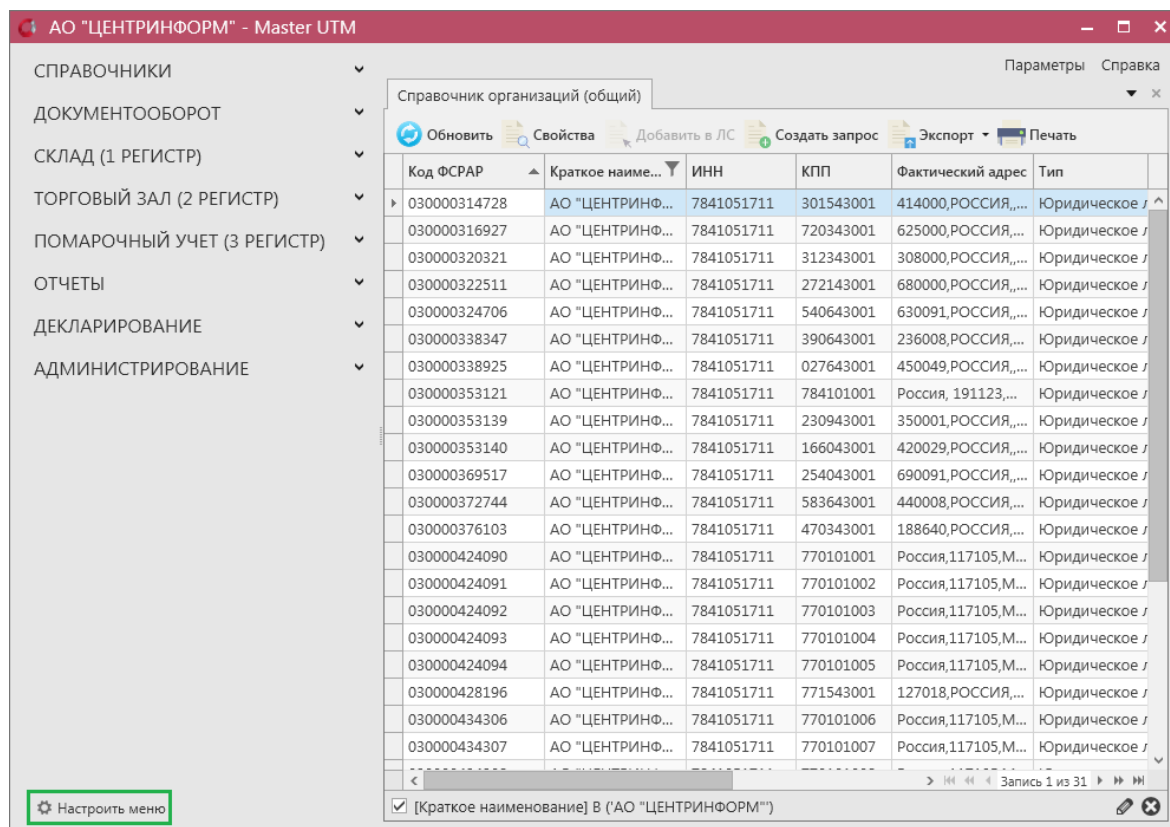 АО "ЦЕНТРИНФОРМ" - Master UTM
СПРАВОЧНИКИ
ДОКУМЕНТООБОРОТ
СКЛАД (1 РЕГИСТР)
ТОРГОВЫЙ ЗАЛ (2 РЕГИСТР)
ПОМАРОЧНЫЙ УЧЕТ (3 РЕГИСТР)
ОТЧЕТЫ
ДЕКЛАРИРОВАНИЕ
АДМИНИСТРИРОВАНИЕ
Настроить меню
Параметры Справка
Справочник организаций (общий)
Обновить Свойства Добавить в ЛС Создать запрос Экспорт Печать
Код ФСРАР Краткое наиме... ИНН КПП Фактический адрес Тип
030000314728 АО "ЦЕНТРИНФ... 7841051711 301543001 414000,РОССИЯ,,... Юридическое л
030000316927 АО "ЦЕНТРИНФ... 7841051711 720343001 625000,РОССИЯ,... Юридическое л
030000320321 АО "ЦЕНТРИНФ... 7841051711 312343001 308000,РОССИЯ,,... Юридическое л
030000322511 АО "ЦЕНТРИНФ... 7841051711 272143001 680000,РОССИЯ,,... Юридическое л
030000324706 АО "ЦЕНТРИНФ... 7841051711 540643001 630091,РОССИЯ,,... Юридическое л
030000338347 АО "ЦЕНТРИНФ... 7841051711 390643001 236008,РОССИЯ,... Юридическое л
030000338925 АО "ЦЕНТРИНФ... 7841051711 027643001 450049,РОССИЯ,,... Юридическое л
030000353121 АО "ЦЕНТРИНФ... 7841051711 784101001 Россия, 191123,... Юридическое л
030000353139 АО "ЦЕНТРИНФ... 7841051711 230943001 350001,РОССИЯ,,... Юридическое л
030000353140 АО "ЦЕНТРИНФ... 7841051711 166043001 420029,РОССИЯ,,... Юридическое л
030000369517 АО "ЦЕНТРИНФ... 7841051711 254043001 690091,РОССИЯ,,... Юридическое л
030000372744 АО "ЦЕНТРИНФ... 7841051711 583643001 440008,РОССИЯ,... Юридическое л
030000376103 АО "ЦЕНТРИНФ... 7841051711 470343001 188640,РОССИЯ,... Юридическое л
030000424090 АО "ЦЕНТРИНФ... 7841051711 770101001 Россия,117105,М... Юридическое л
030000424091 АО "ЦЕНТРИНФ... 7841051711 770101002 Россия,117105,М... Юридическое л
030000424092 АО "ЦЕНТРИНФ... 7841051711 770101003 Россия,117105,М... Юридическое л
030000424093 АО "ЦЕНТРИНФ... 7841051711 770101004 Россия,117105,М... Юридическое л
030000424094 АО "ЦЕНТРИНФ... 7841051711 770101005 Россия,117105,М... Юридическое л
030000428196 АО "ЦЕНТРИНФ... 7841051711 771543001 127018,РОССИЯ,... Юридическое л
030000434306 АО "ЦЕНТРИНФ... 7841051711 770101006 Россия,117105,М... Юридическое л
030000434307 АО "ЦЕНТРИНФ... 7841051711 770101007 Россия,117105,М... Юридическое л
Запись 1 из 31
[Краткое наименование] В ('АО "ЦЕНТРИНФОРМ"')